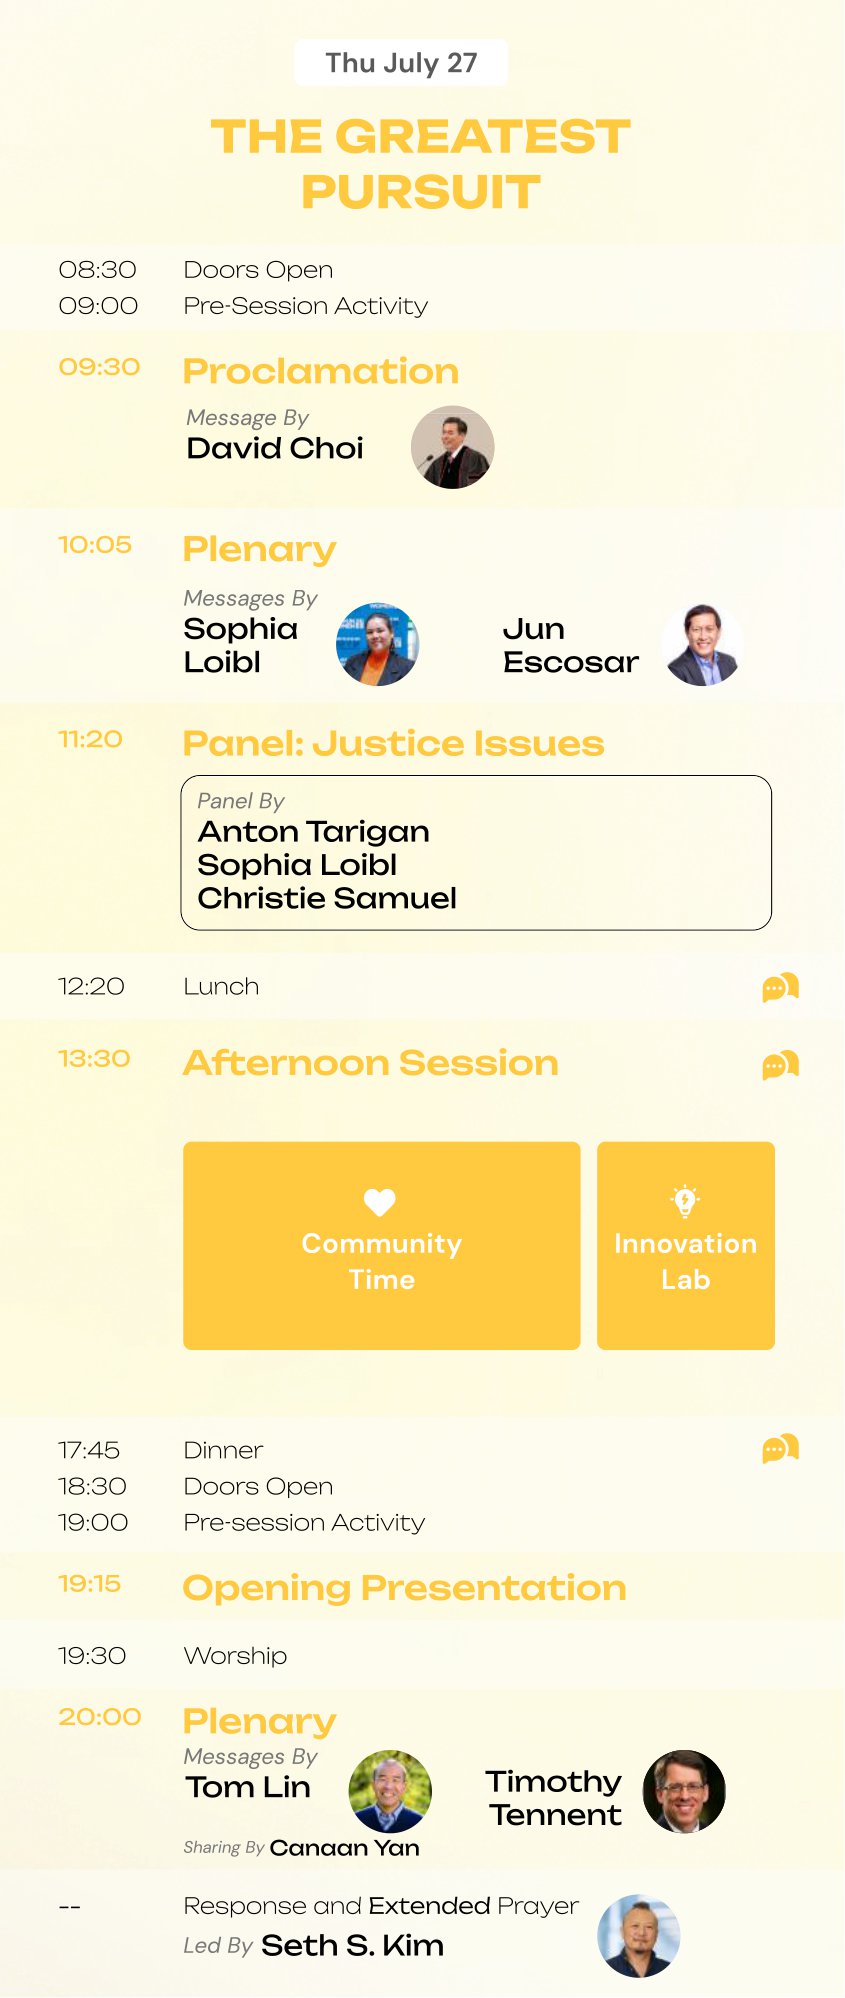 Thu July 27
THE GREATEST
PURSUIT
08:30 Doors Open
09:00 Pre-Session Activity
09:30 Proclamation
Message By
David Choi
10:05 Plenary
Messages By
Sophia
Loibl
Jun
Escosar
11:20 Panel: Justice Issues
Panel By
Anton Tarigan
Sophia Loibl
Christie Samuel
12:20 Lunch
13:30 Afternoon Session
Community
Time
Innovation
Lab
17:45 Dinner
18:30 Doors Open
19:00 Pre-session Activity
19:15 Opening Presentation
19:30 Worship
20:00 Plenary
Messages By
Tom Lin
Timothy
Tennent
Sharing By Canaan Yan
-- Response and Extended Prayer
Led By Seth S. Kim